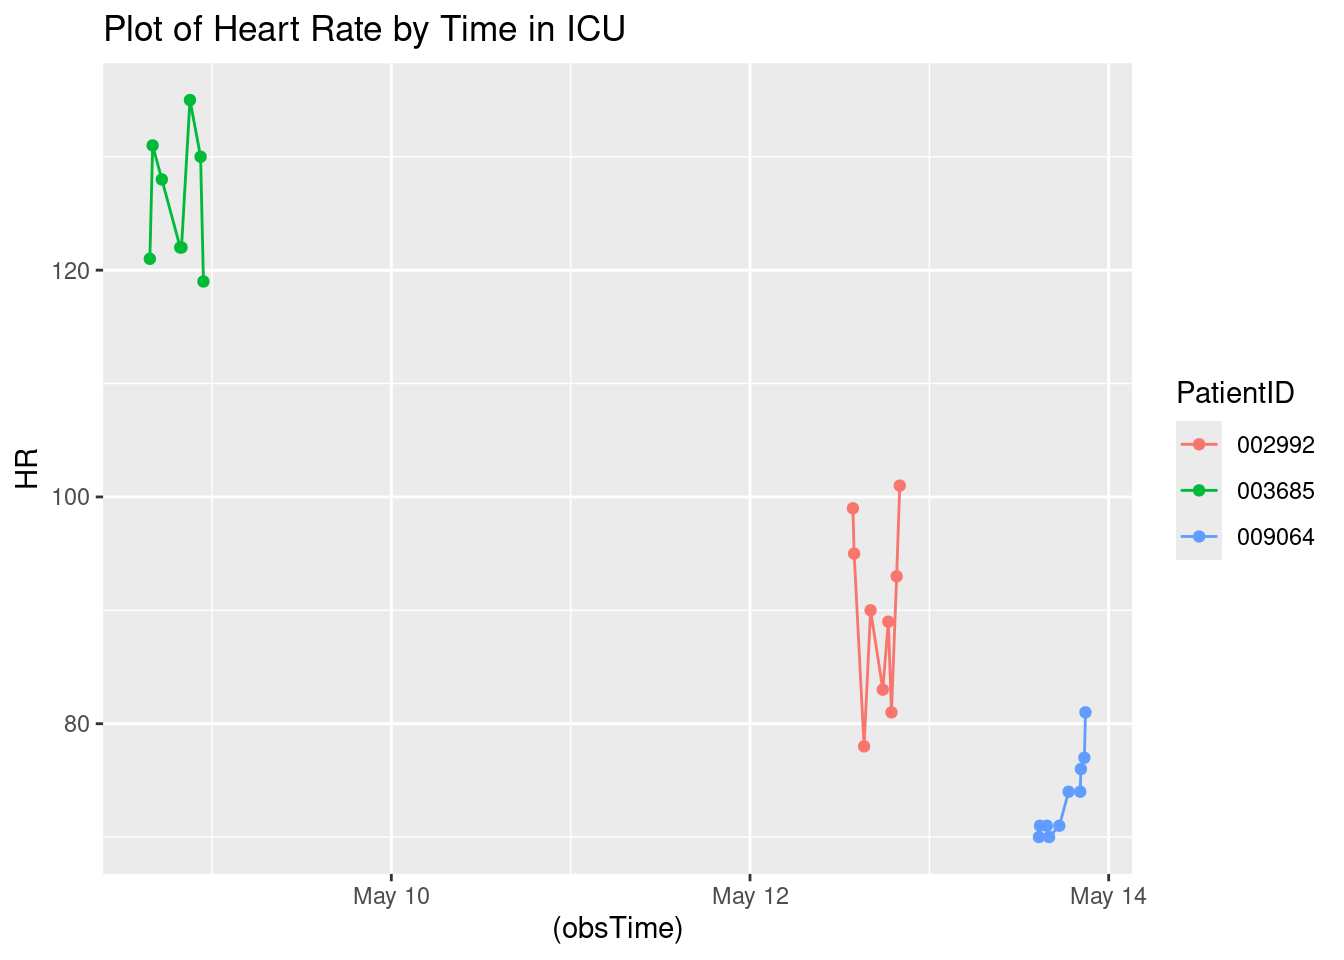 Plot of Heart Rate by Time in ICU
120
100
80
HR
May 10
May 12
May 14
(obsTime)
PatientID
002992
003685
009064